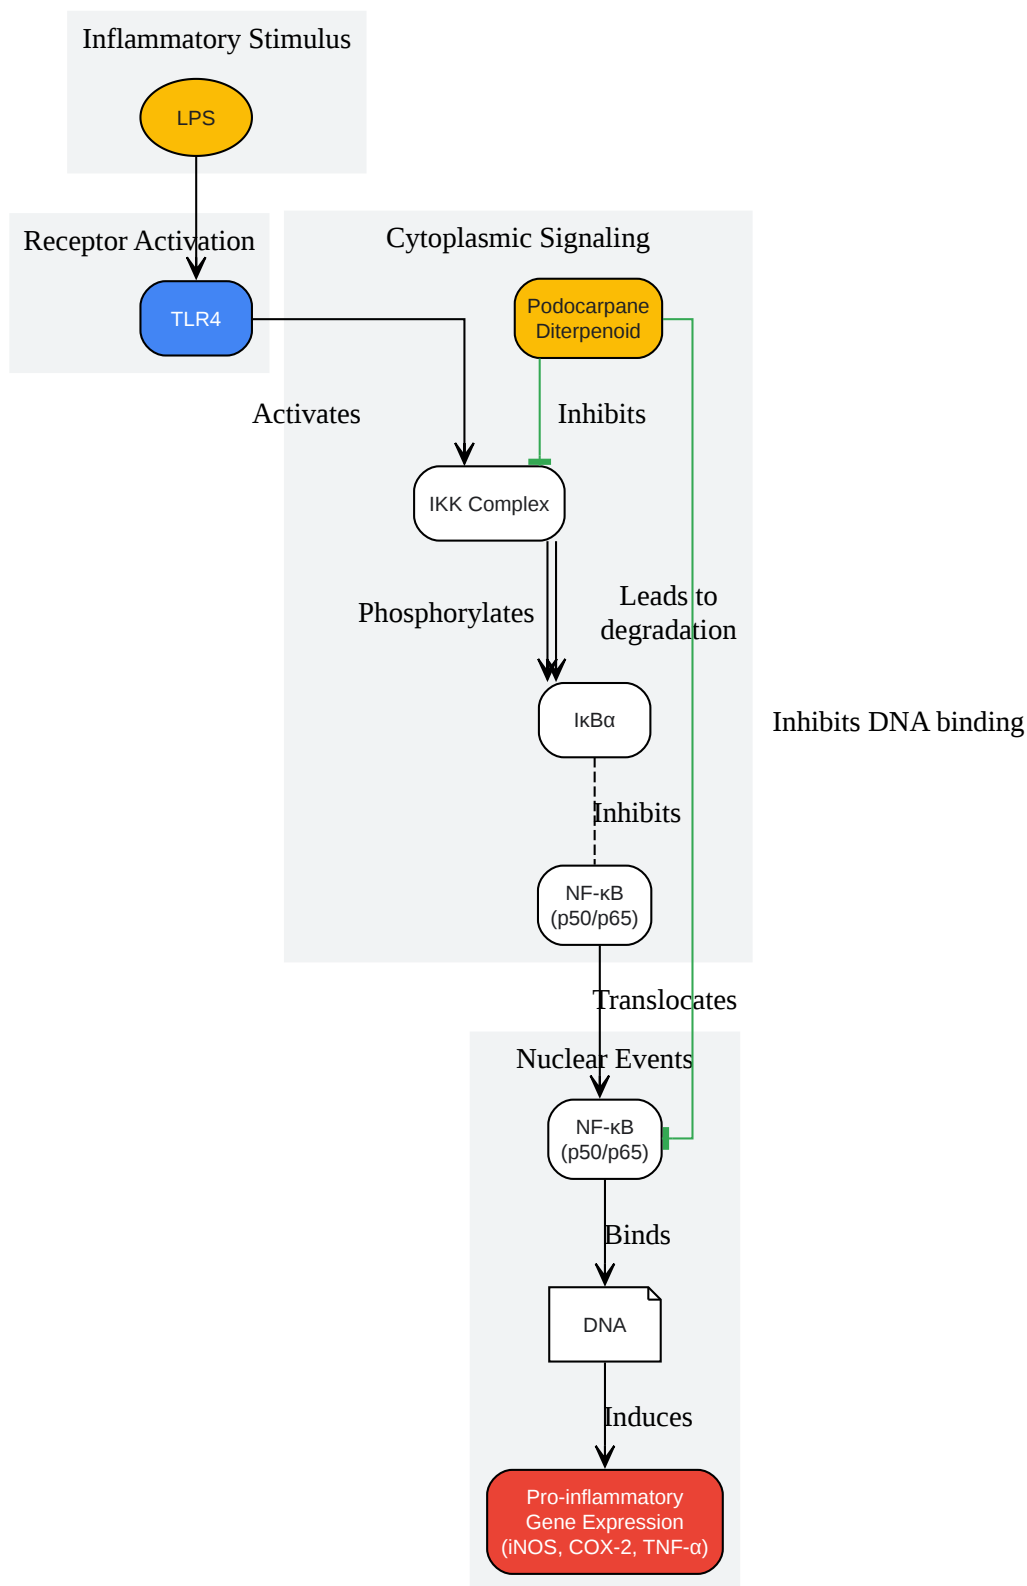 Inflammatory Stimulus
LPS
Receptor Activation
TLR4
Cytoplasmic Signaling
Podocarpane
Diterpenoid
Activates
Inhibits
IKK Complex
Phosphorylates
Leads to
degradation
IκBα
Inhibits DNA binding
Inhibits
NF-κB
(p50/p65)
Translocates
Nuclear Events
NF-κB
(p50/p65)
Binds
DNA
Induces
Pro-inflammatory
Gene Expression
(iNOS, COX-2, TNF-α)